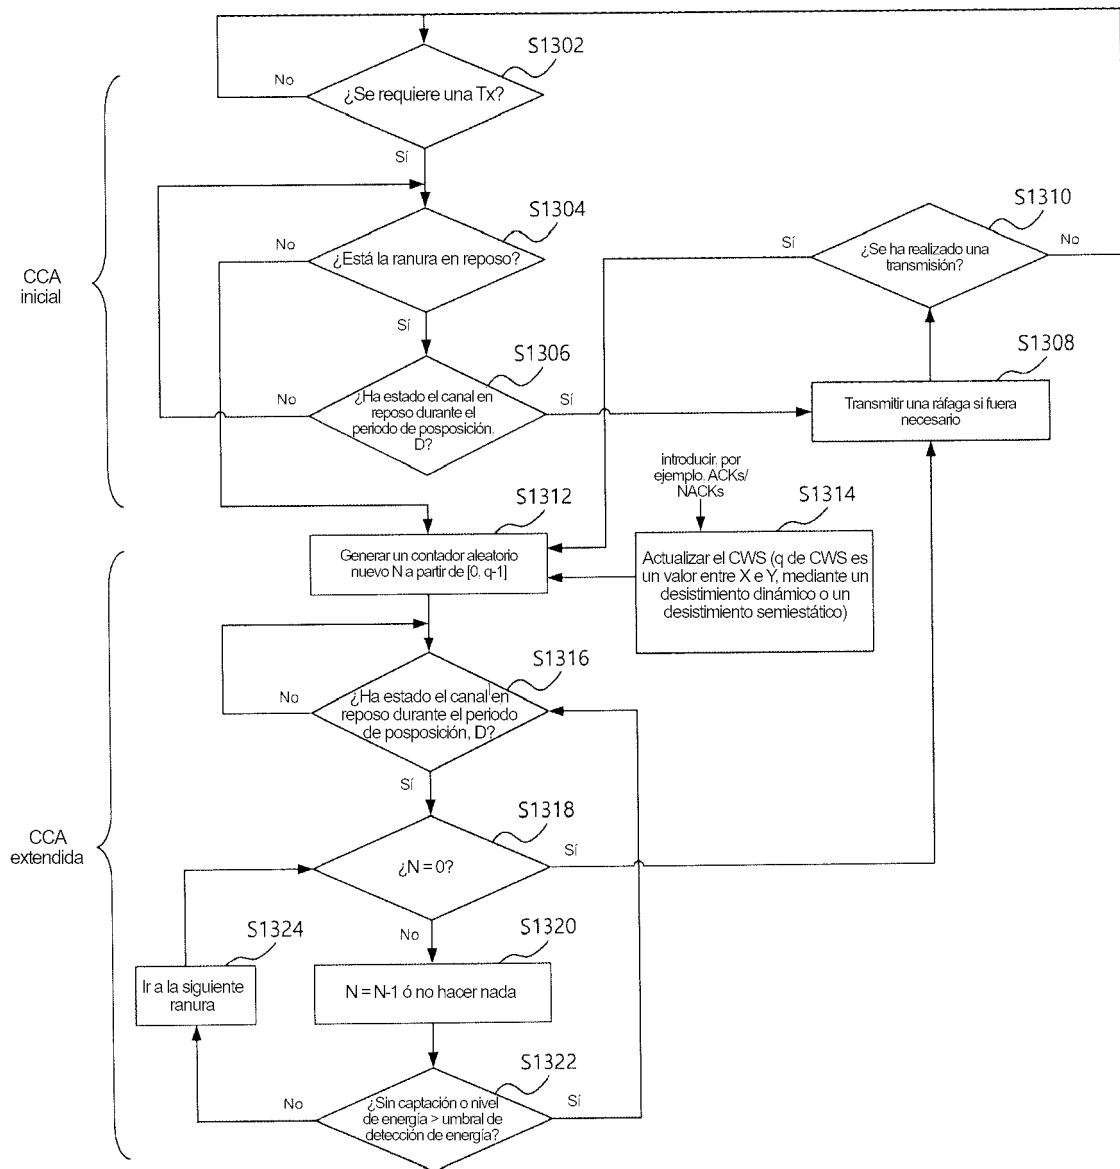 S1302
No
¿Se requiere una Tx?
Sí
S1304
No
¿Está la ranura en reposo?
Sí
CCA
inicial
S1306
No
¿Ha estado el canal en
reposo durante el
periodo de posposición,
D?
Sí
S1310
Sí
¿Se ha realizado una
transmisión?
No
S1308
Transmitir una ráfaga si fuera
necesario
introducir, por
ejemplo, ACKs/
NACKs
S1312
Generar un contador aleatorio
nuevo N a partir de [0, q-1]
S1314
Actualizar el CWS (q de CWS es
un valor entre X e Y, mediante un
desistimiento dinámico o un
desistimiento semiestático)
S1316
No
¿Ha estado el canal en
reposo durante el periodo
de posposición, D?
Sí
CCA
extendida
S1318
¿N = 0?
Sí
No
S1324
Ir a la siguiente
ranura
S1320
N = N-1 ó no hacer nada
S1322
No
¿Sin captación o nivel
de energía > umbral de
detección de energía?
Sí